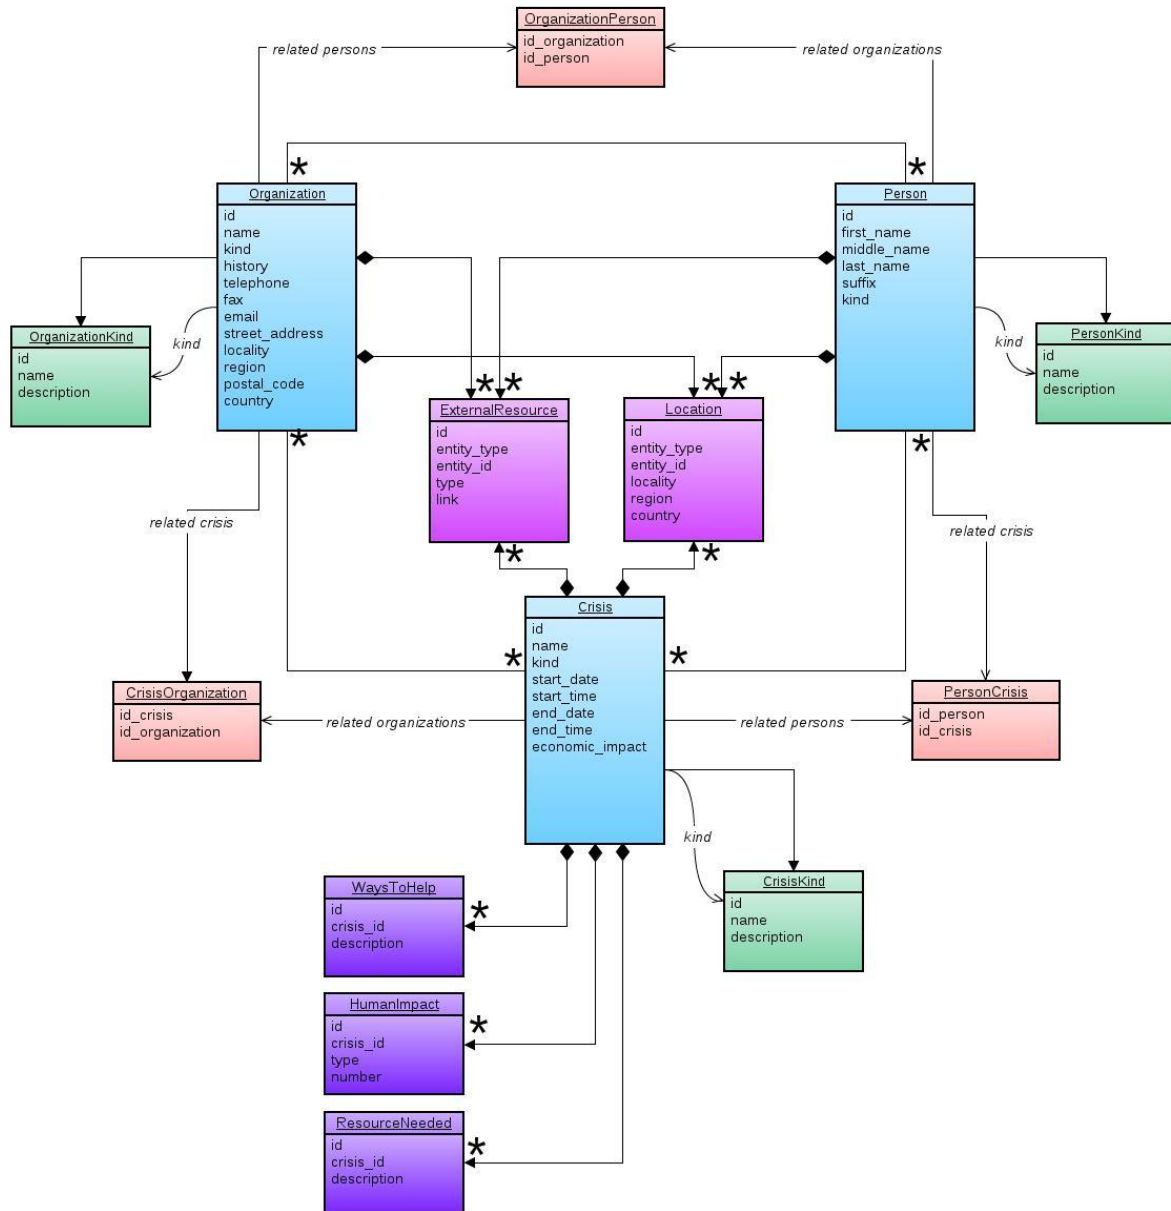 OrganizationPerson
id_organization
id_person
related persons
related organizations
*
*
Organization
id
name
kind
history
telephone
fax
email
street_address
locality
region
postal_code
country
Person
id
first_name
middle_name
last_name
suffix
kind
OrganizationKind
id
name
description
kind
PersonKind
id
name
description
kind
*
*
*
*
ExternalResource
id
entity_type
entity_id
type
link
Location
id
entity_type
entity_id
locality
region
country
*
*
related crisis
related crisis
*
*
Crisis
id
name
kind
start_date
start_time
end_date
end_time
economic_impact
*
*
CrisisOrganization
id_crisis
id_organization
related organizations
related persons
PersonCrisis
id_person
id_crisis
kind
CrisisKind
id
name
description
WaysToHelp
id
crisis_id
description
*
HumanImpact
id
crisis_id
type
number
*
ResourceNeeded
id
crisis_id
description
*